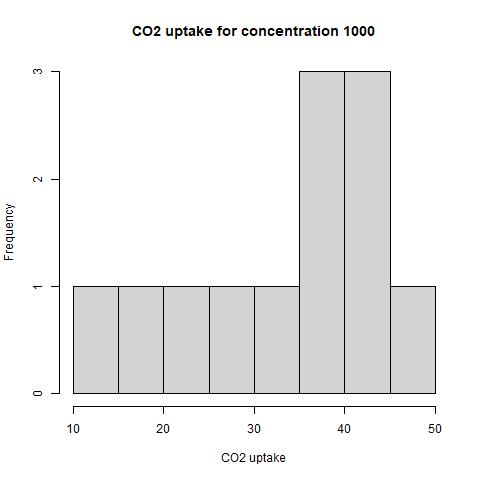 CO2 uptake for concentration 1000
Frequency
3
2
1
0
10 20 30 40 50
CO2 uptake